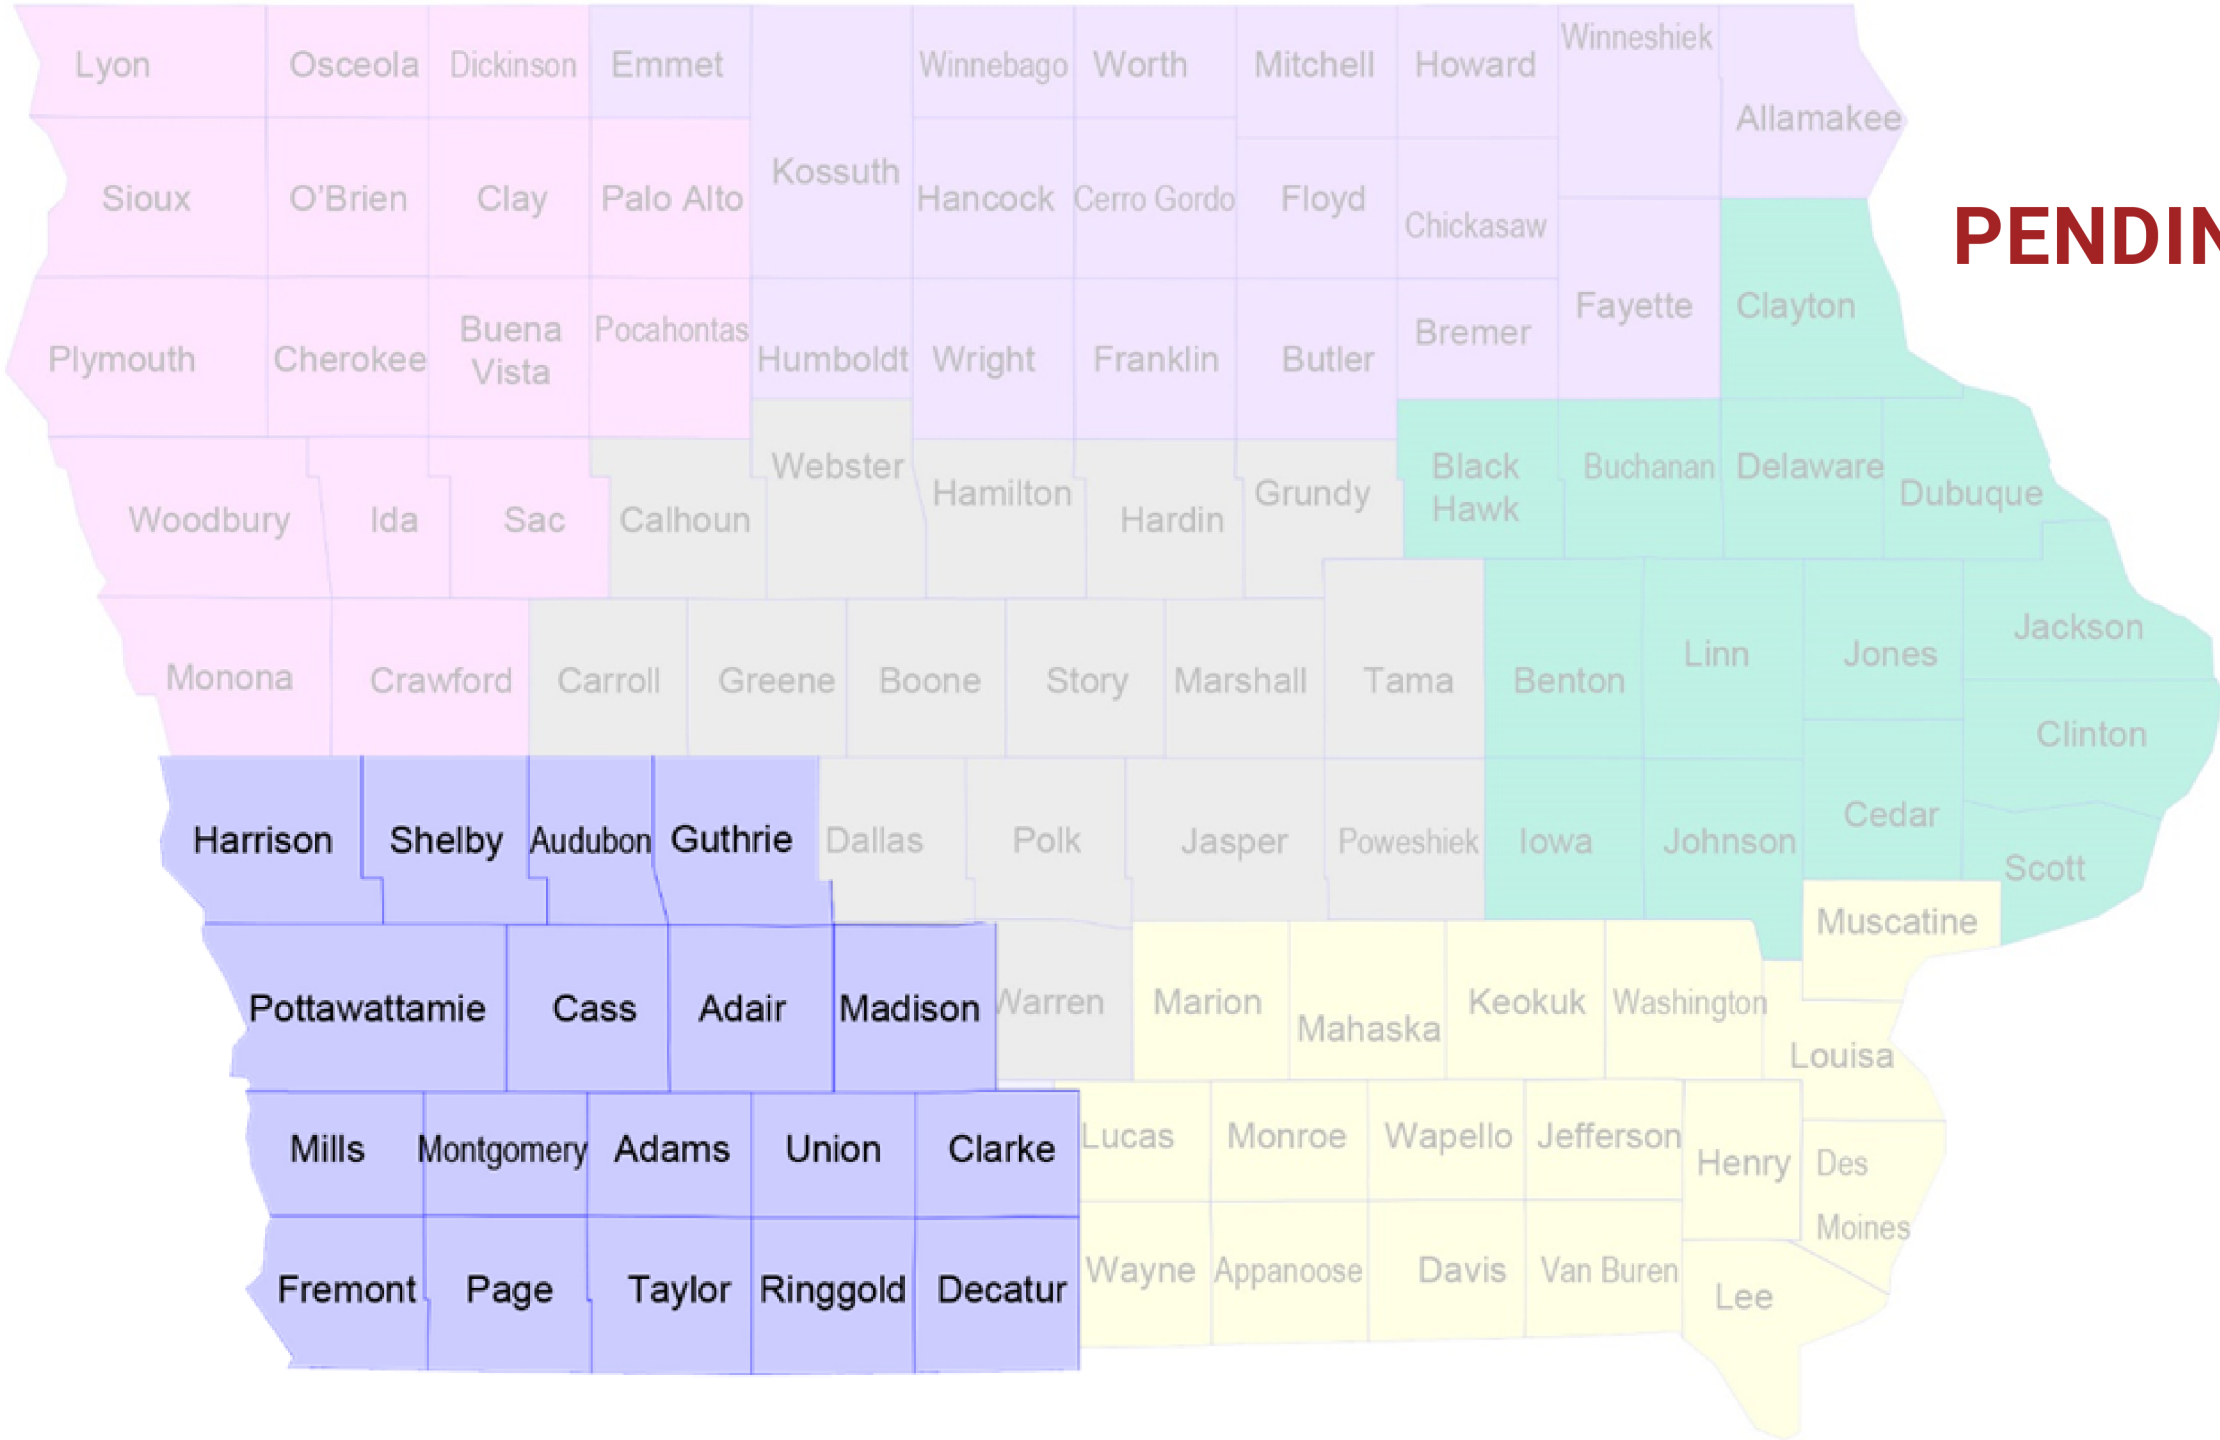 Lyon
Osceola
Dickinson
Emmet
Winnebago
Worth
Mitchell
Howard
Winneshiek
Allamakee
Kossuth
Sioux
O'Brien
Clay
Palo Alto
Hancock
Cerro Gordo
Floyd
Chickasaw
PENDIN
Plymouth
Cherokee
Buena
Vista
Pocahontas
Humboldt
Wright
Franklin
Butler
Bremer
Fayette
Clayton
Woodbury
Ida
Sac
Calhoun
Webster
Hamilton
Hardin
Grundy
Black
Hawk
Buchanan
Delaware
Dubuque
Monona
Crawford
Carroll
Greene
Boone
Story
Marshall
Tama
Benton
Linn
Jones
Jackson
Clinton
Harrison
Shelby
Audubon
Guthrie
Dallas
Polk
Jasper
Poweshiek
Iowa
Johnson
Cedar
Scott
Muscatine
Pottawattamie
Cass
Adair
Madison
Warren
Marion
Mahaska
Keokuk
Washington
Louisa
Mills
Montgomery
Adams
Union
Clarke
Lucas
Monroe
Wapello
Jefferson
Henry
Des
Moines
Fremont
Page
Taylor
Ringgold
Decatur
Wayne
Appanoose
Davis
Van Buren
Lee